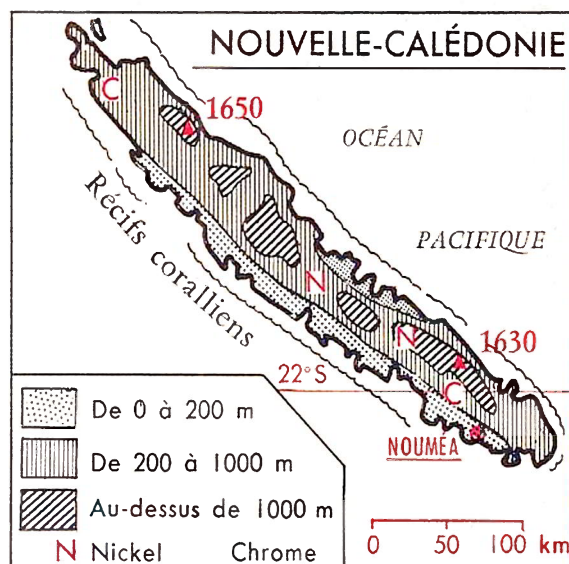 NOUVELLE-CALÉDONIE
C
1650
OCÉAN
PACIFIQUE
Récifs coralliens
N
N
1630
22°S
C
NOUMÉA
De 0 à 200 m
De 200 à 1000 m
Au-dessus de 1000 m
N Nickel Chrome
0 50 100 km